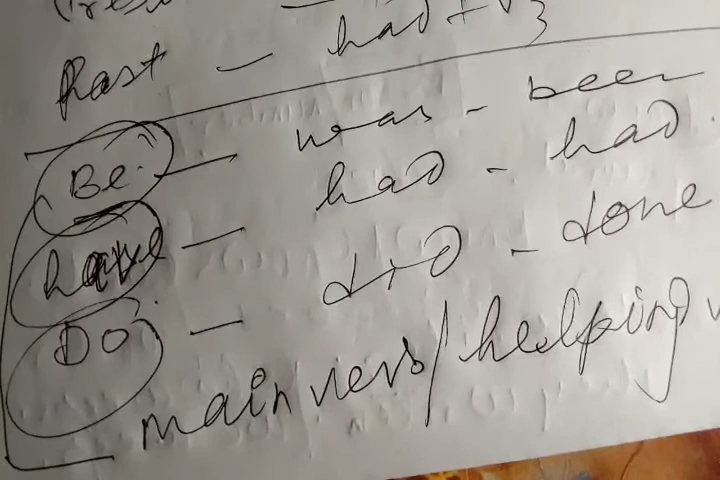 Past - had + V3
Be - was - been
have - had - had.
Do - did - done
main verb / helping v